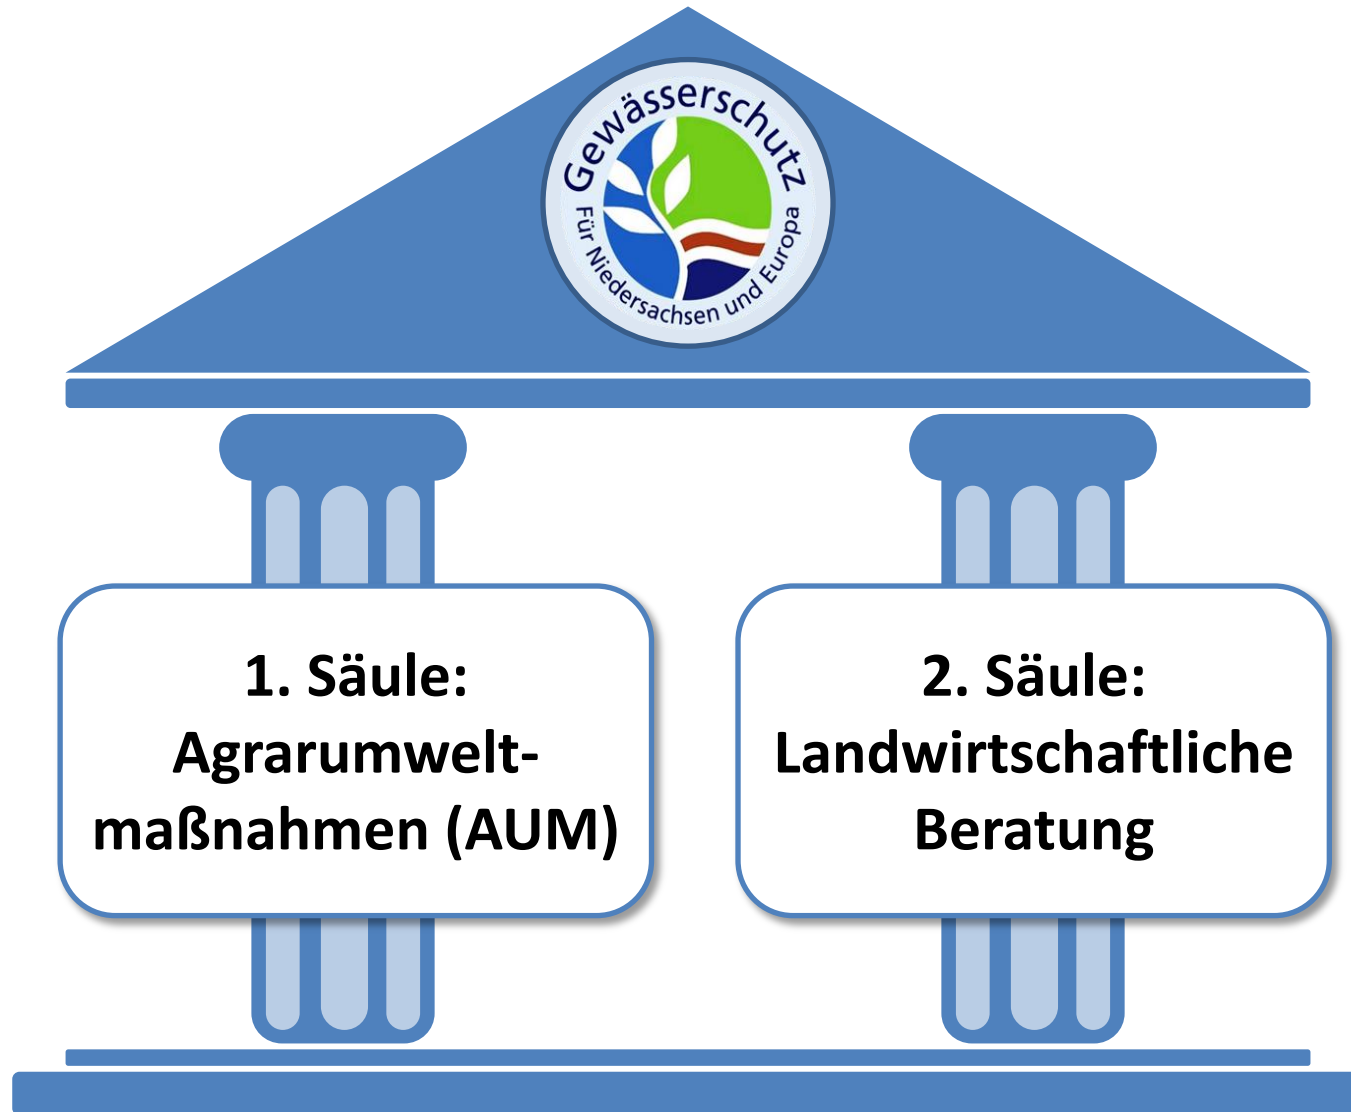 Gewässerschutz
Für Niedersachsen und Europa
1. Säule:
Agrarumwelt-
maßnahmen (AUM)
2. Säule:
Landwirtschaftliche
Beratung